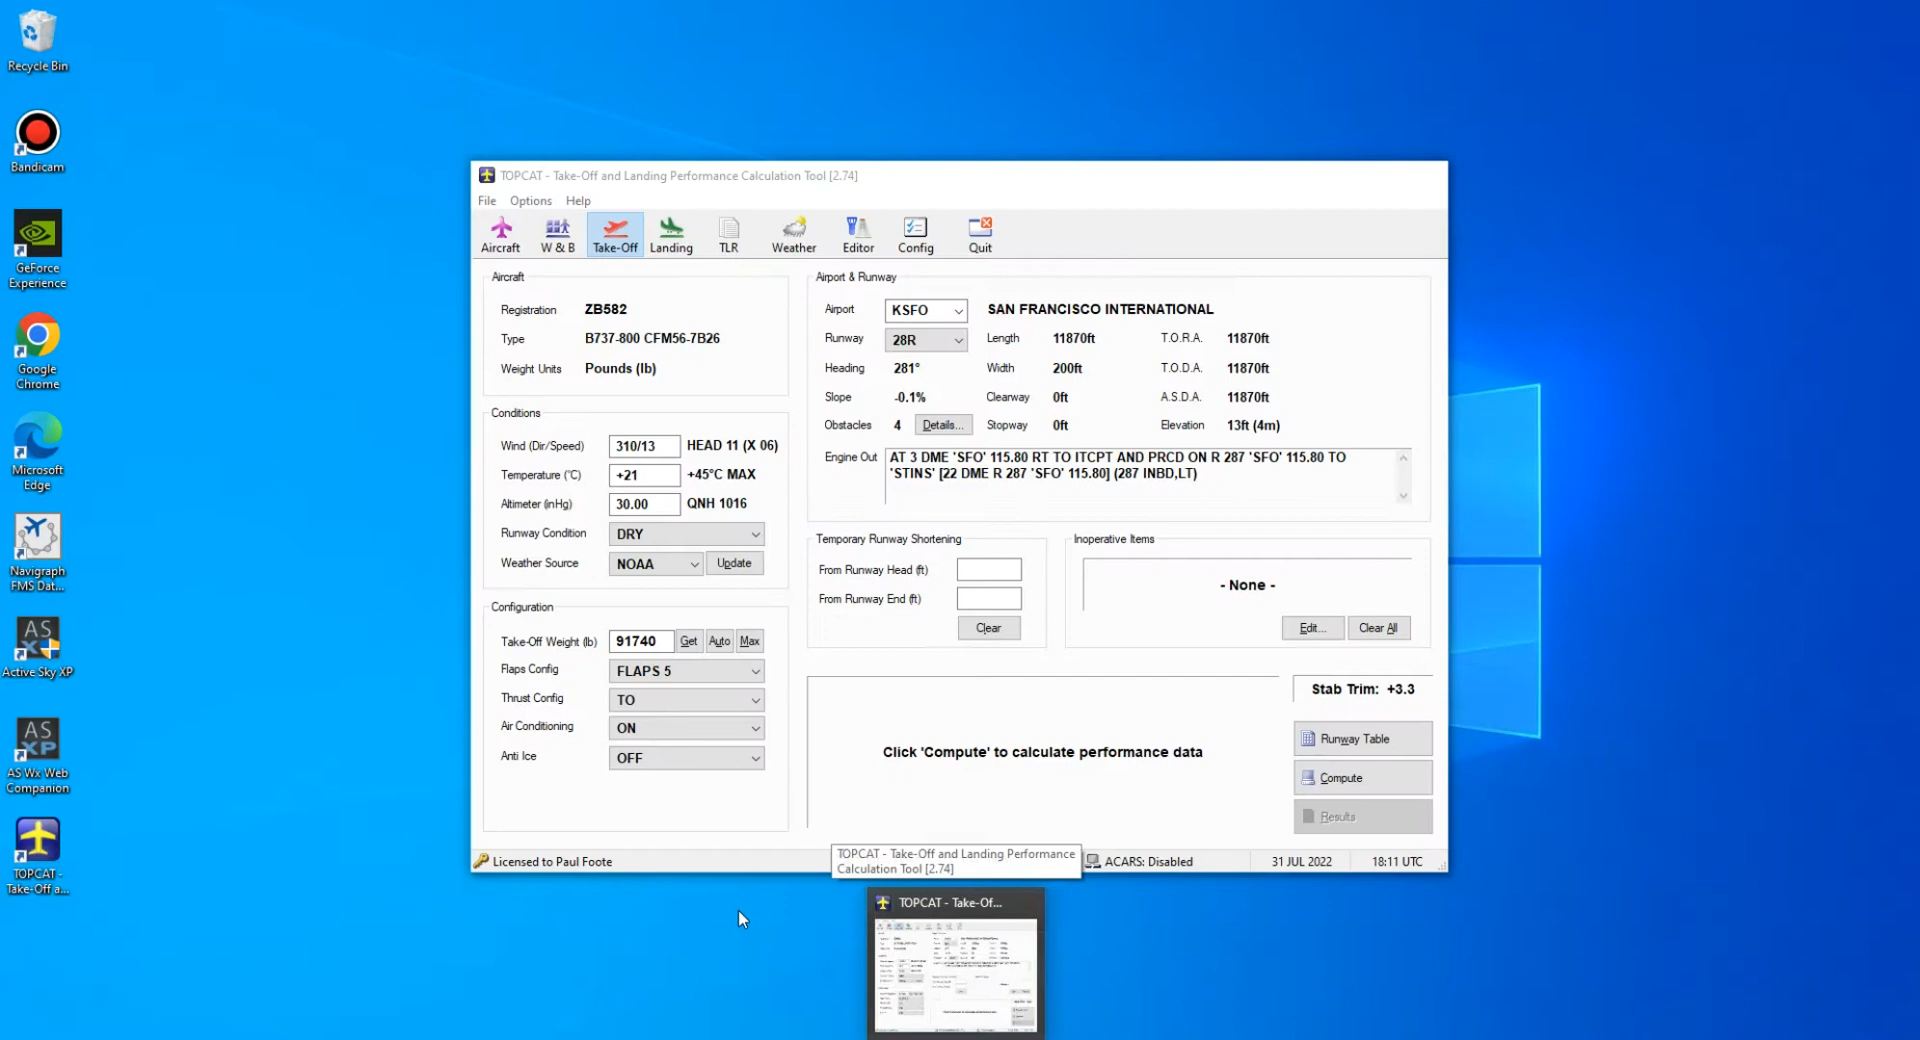 Recycle Bin
Bandicam
GeForce
Experience
Google
Chrome
Microsoft
Edge
Navigraph
FMS Dat...
AS
Active Sky XP
AS
XP
AS Wx Web
Companion
TOPCAT -
Take-Off a...
TOPCAT - Take-Off and Landing Performance Calculation Tool [2.74]
File Options Help
Aircraft W & B Take-Off Landing TLR Weather Editor Config Quit
Aircraft
Registration ZB582
Type B737-800 CFM56-7B26
Weight Units Pounds (lb)
Conditions
Wind (Dir/Speed) 310/13 HEAD 11 (X 06)
Temperature (°C) +21 +45°C MAX
Altimeter (inHg) 30.00 QNH 1016
Runway Condition DRY
Weather Source NOAA Update
Configuration
Take-Off Weight (lb) 91740 Get Auto Max
Flaps Config FLAPS 5
Thrust Config TO
Air Conditioning ON
Anti Ice OFF
Airport & Runway
Airport KSFO SAN FRANCISCO INTERNATIONAL
Runway 28R Length 11870ft T.O.R.A. 11870ft
Heading 281° Width 200ft T.O.D.A. 11870ft
Slope -0.1% Clearway 0ft A.S.D.A. 11870ft
Obstacles 4 Details... Stopway 0ft Elevation 13ft (4m)
Engine Out AT 3 DME 'SFO' 115.80 RT TO ITCPT AND PRCD ON R 287 'SFO' 115.80 TO
'STINS' [22 DME R 287 'SFO' 115.80] (287 INBD,LT)
Temporary Runway Shortening
From Runway Head (ft)
From Runway End (ft)
Clear
Inoperative Items
- None -
Edit... Clear All
Click 'Compute' to calculate performance data
Stab Trim: +3.3
Runway Table
Compute
Results
Licensed to Paul Foote
ACARS: Disabled 31 JUL 2022 18:11 UTC
TOPCAT - Take-Off and Landing Performance
Calculation Tool [2.74]
TOPCAT - Take-Of...